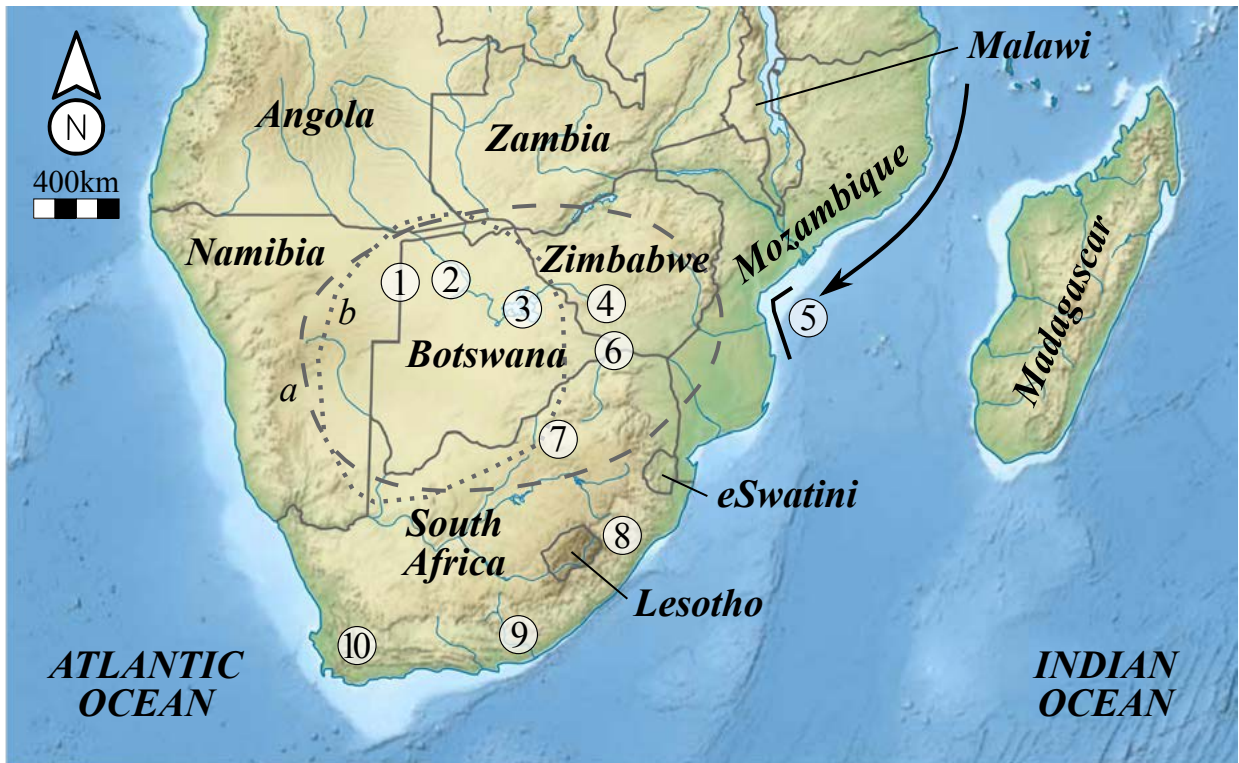 Malawi
Angola
Zambia
N
400km
Mozambique
Namibia
Zimbabwe
Madagascar
1
2
3
4
5
b
Botswana
6
a
7
eSwatini
South
Africa
8
Lesotho
9
10
ATLANTIC
OCEAN
INDIAN
OCEAN